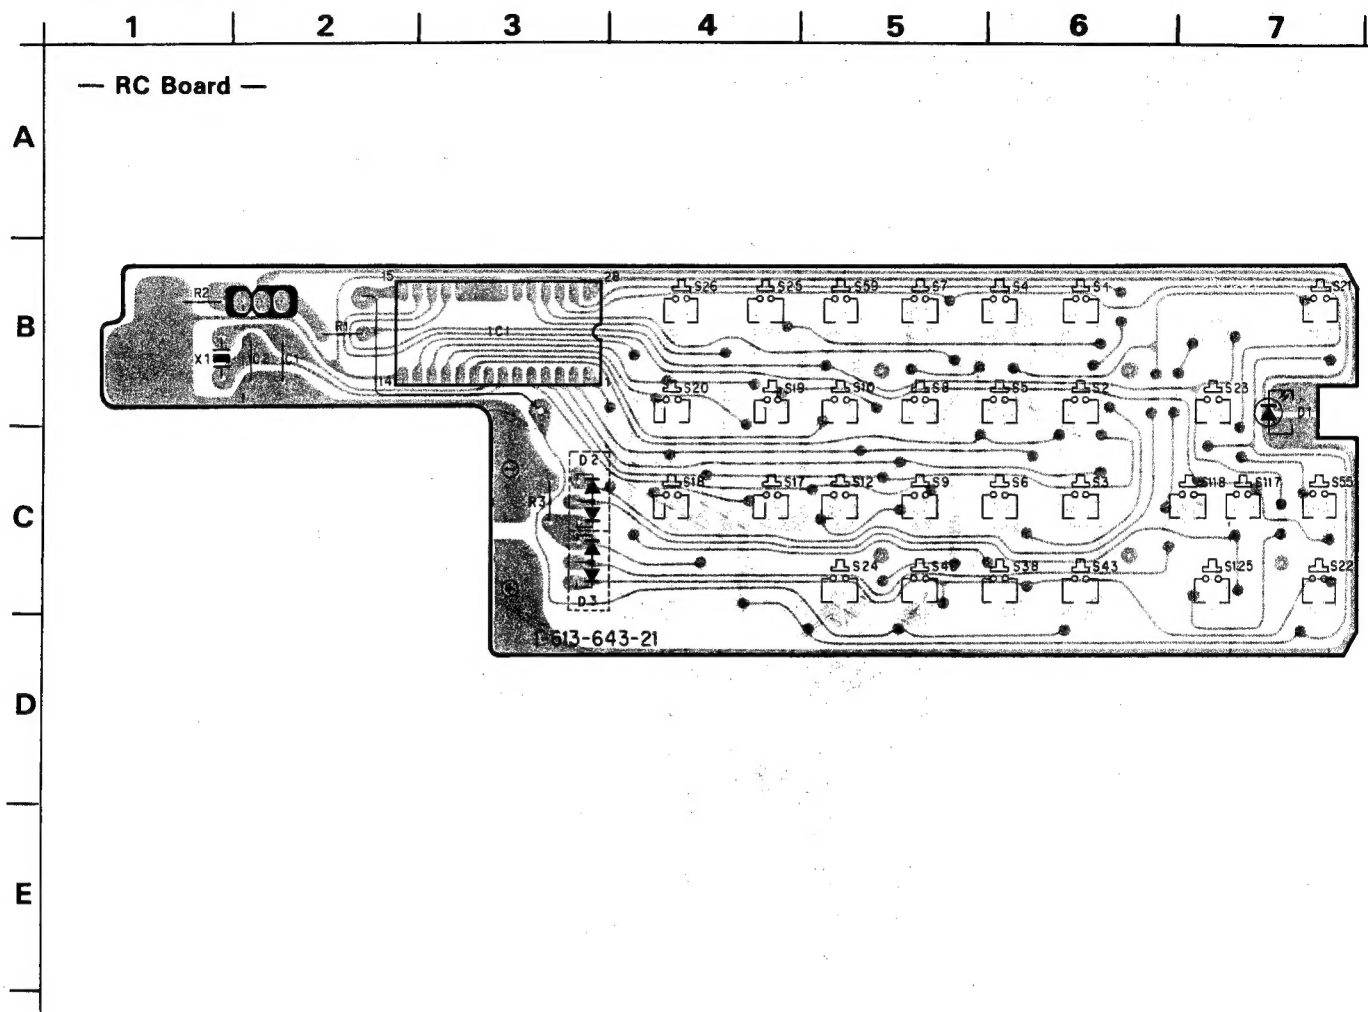 1 2 3 4 5 6 7
— RC Board —
A
B
C
D
E
R2
X1
C2
C1
R1
15
28
14
1
IC1
S26 S25 S59 S7 S4 S1 S21
S20 S19 S10 S8 S5 S2 S23
D1
D2
R3
S18 S17 S12 S9 S6 S3 S118 S117 S55
S24 S38 S43 S125 S22
D3
1-613-643-21